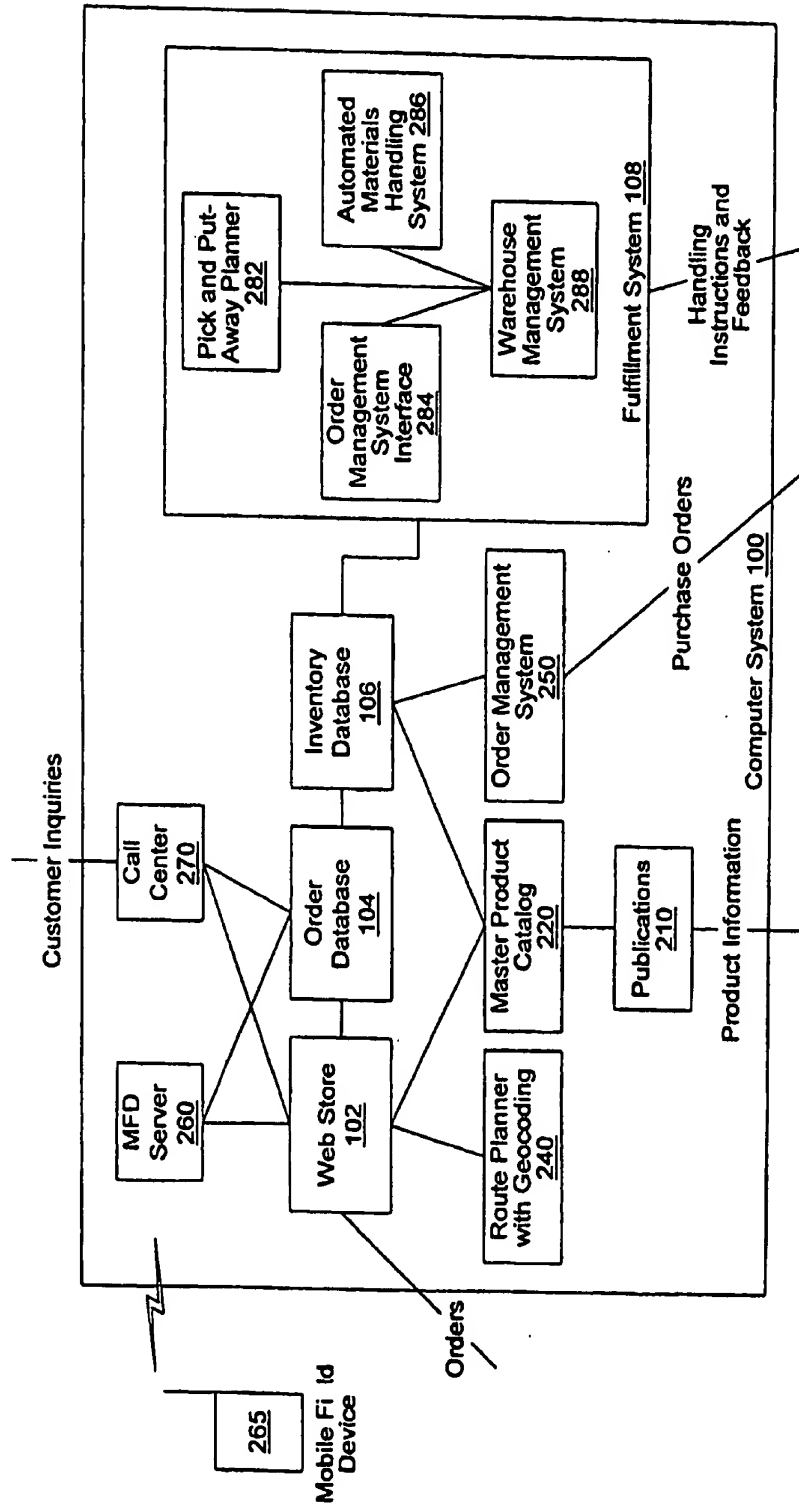 Customer Inquiries
MFD
Server
260
Call
Center
270
265
Mobile Fi ld
Device
Orders
Web Store
102
Order
Database
104
Inventory
Database
106
Route Planner
with Geocoding
240
Master Product
Catalog
220
Order Management
System
250
Publications
210
Product Information
Purchase Orders
Computer System 100
Pick and Put-
Away Planner
282
Order
Management
System
Interface
284
Automated
Materials
Handling
System 286
Warehouse
Management
System
288
Fulfillment System 108
Handling
Instructions and
Feedback